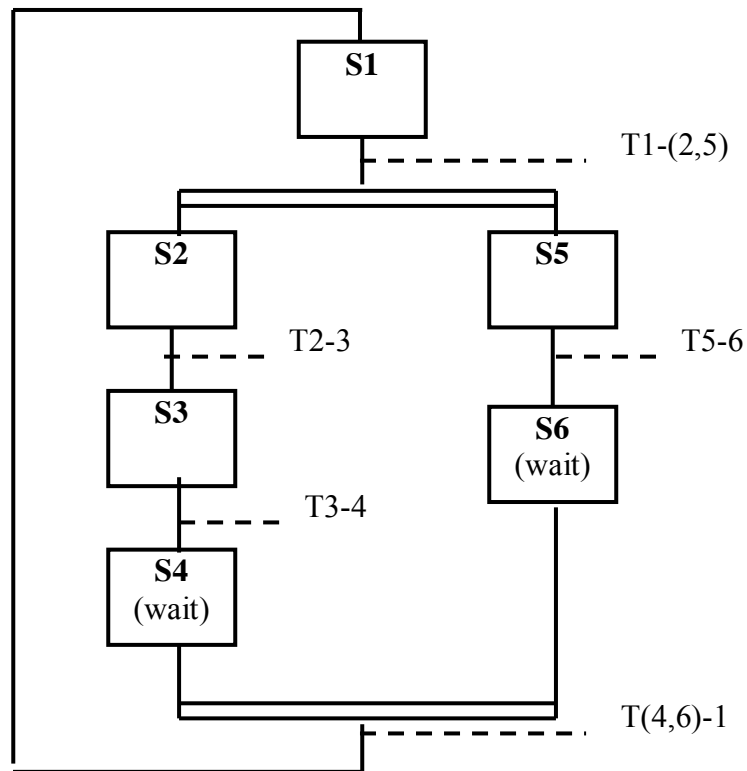 S1
T1-(2,5)
S2
S5
T2-3
T5-6
S3
S6
(wait)
T3-4
S4
(wait)
T(4,6)-1